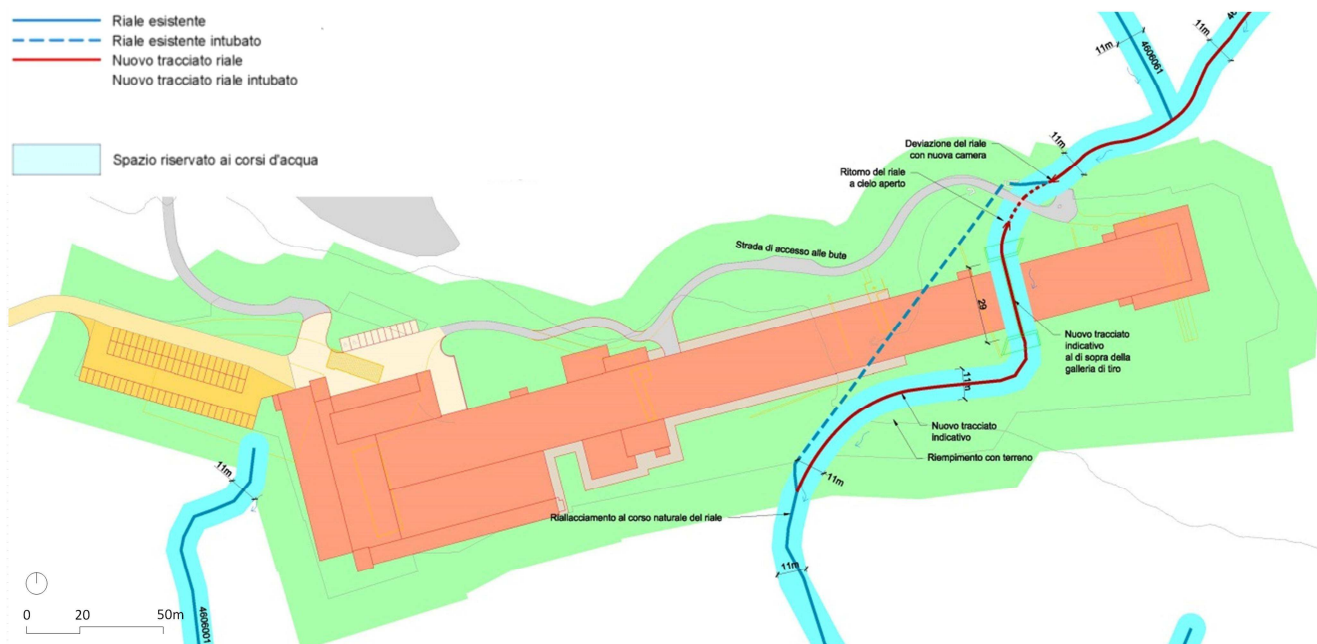 Riale esistente
Riale esistente intubato
Nuovo tracciato riale
Nuovo tracciato riale intubato
Spazio riservato ai corsi d'acqua
11m
4606061
11m
11m
Deviazione del riale
con nuova camera
Ritorno del riale
a cielo aperto
Strada di accesso alle bute
29
Nuovo tracciato
indicativo
al di sopra della
galleria di tiro
11m
Nuovo tracciato
indicativo
Riempimento con terreno
11m
11m
Riallacciamento al corso naturale del riale
11m
4606001
0 20 50m